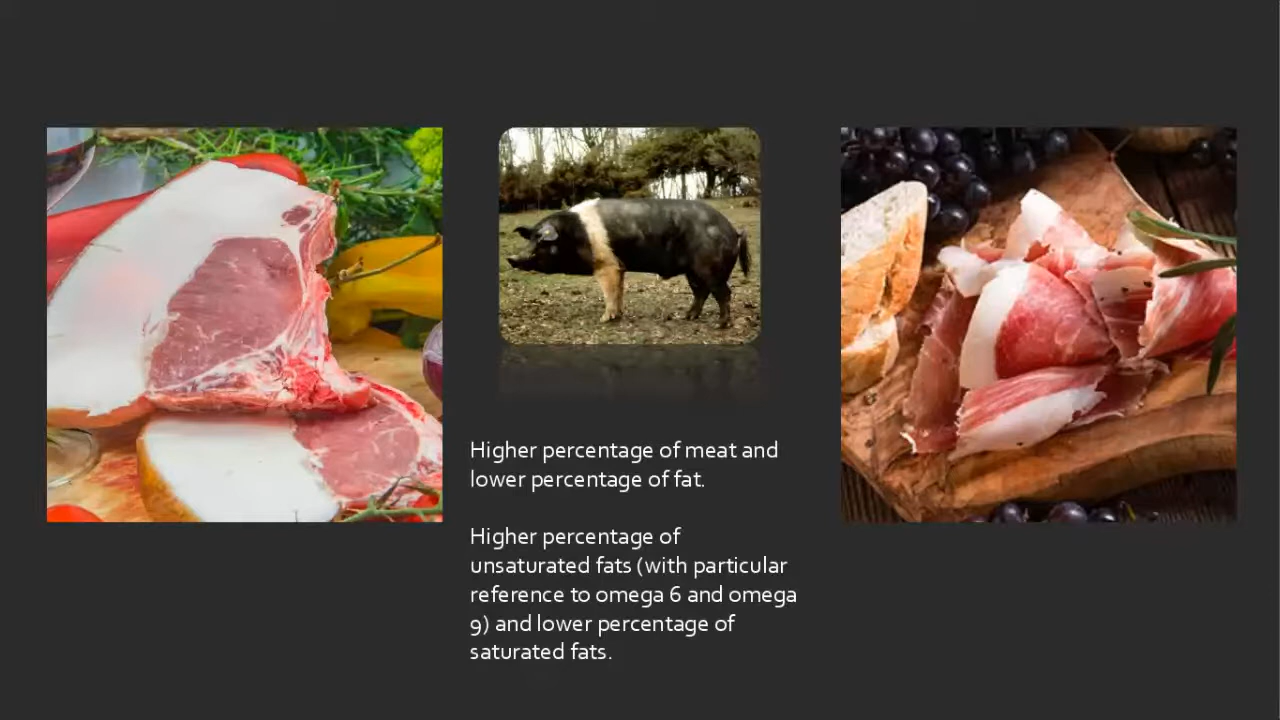 Higher percentage of meat and
lower percentage of fat.
Higher percentage of
unsaturated fats (with particular
reference to omega 6 and omega
9) and lower percentage of
saturated fats.